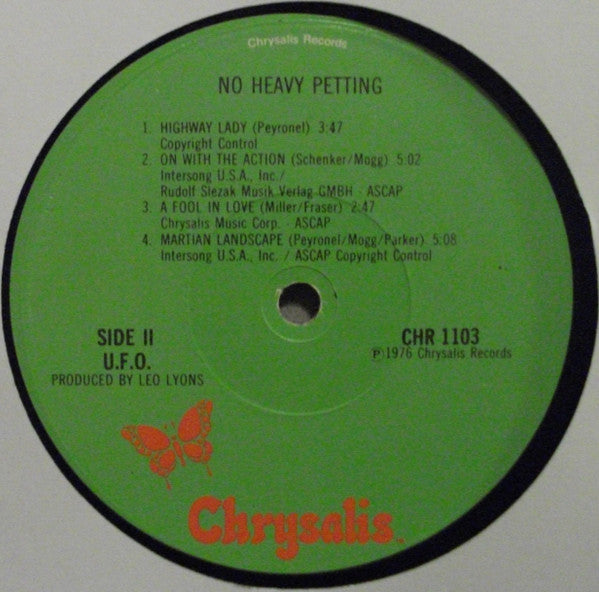 Chrysalis Records
NO HEAVY PETTING
1. HIGHWAY LADY (Peyronel) 3:47
Copyright Control
2. ON WITH THE ACTION (Schenker/Mogg) 5:02
Intersong U.S.A., Inc./
Rudolf Slezak Musik Verlag GMBH - ASCAP
3. A FOOL IN LOVE (Miller/Fraser) 2:47
Chrysalis Music Corp. - ASCAP
4. MARTIAN LANDSCAPE (Peyronel/Mogg/Parker) 5:08
Intersong U.S.A., Inc. / ASCAP Copyright Control
SIDE II
U.F.O.
PRODUCED BY LEO LYONS
CHR 1103
Ⓟ1976 Chrysalis Records
Chrysalis